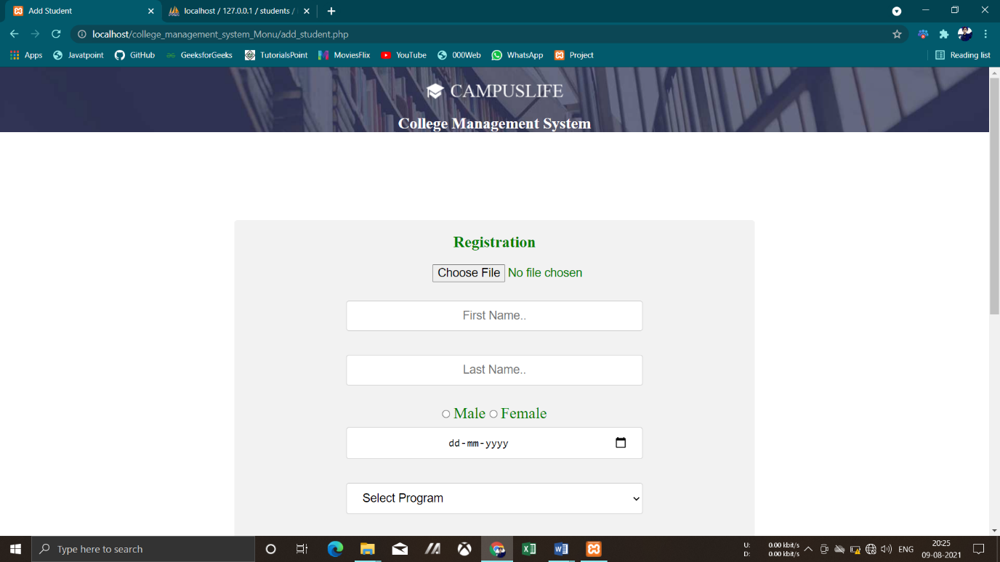 Add Student
localhost / 127.0.0.1 / students /
localhost/college_management_system_Monu/add_student.php
Apps Javatpoint GitHub GeeksforGeeks TutorialsPoint MoviesFlix YouTube 000Web WhatsApp Project Reading list
CAMPUSLIFE
College Management System
Registration
Choose File No file chosen
First Name..
Last Name..
Male Female
dd-mm-yyyy
Select Program
Type here to search
U: 0.00 kbit/s
D: 0.00 kbit/s
ENG
20:25
09-08-2021